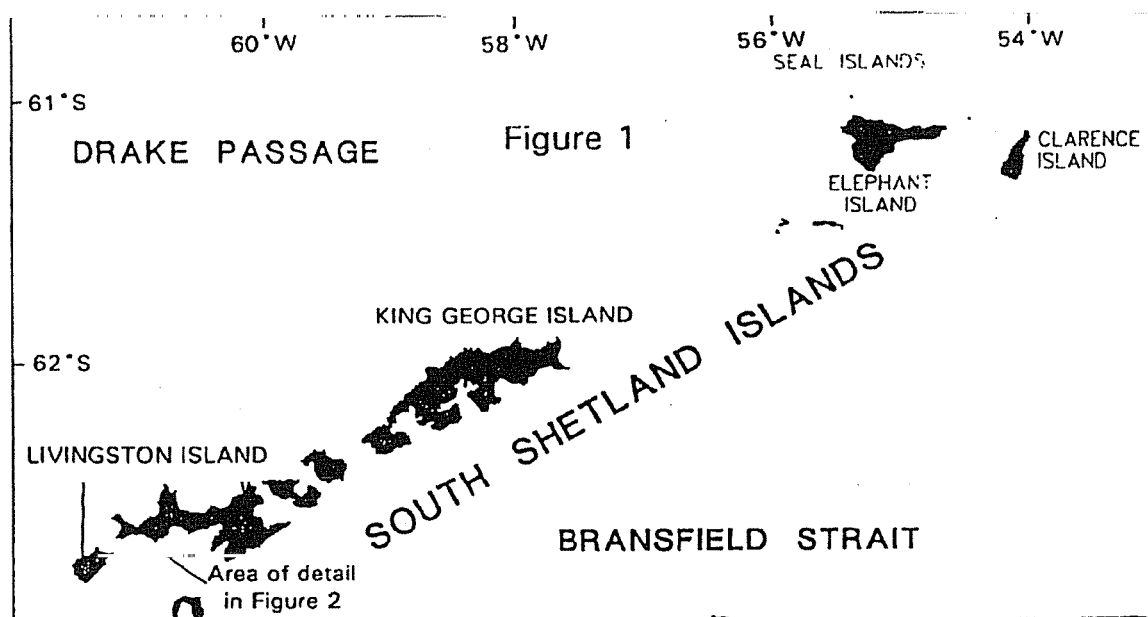 60°W
58°W
56°W
54°W
SEAL ISLANDS
61°S
DRAKE PASSAGE
Figure 1
CLARENCE
ISLAND
ELEPHANT
ISLAND
KING GEORGE ISLAND
62°S
SOUTH SHETLAND ISLANDS
LIVINGSTON ISLAND
BRANSFIELD STRAIT
Area of detail
in Figure 2